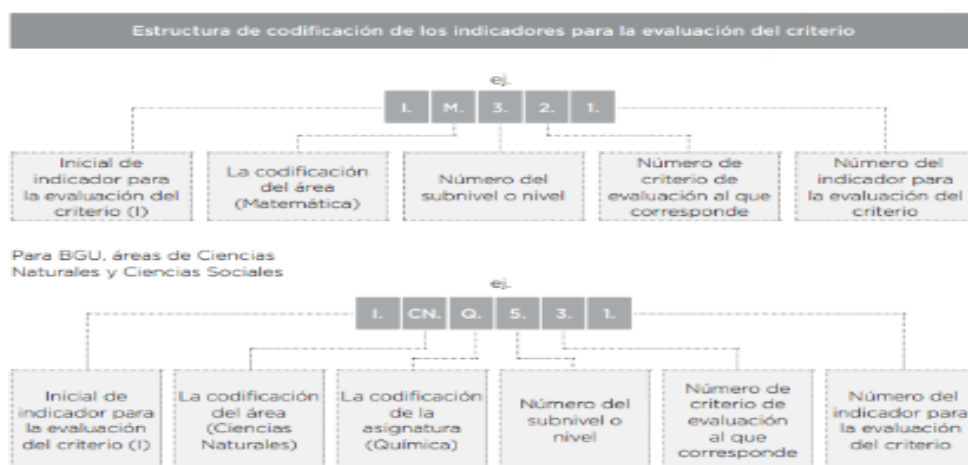 Estructura de codificación de los indicadores para la evaluación del criterio
ej.
I. M. 3. 2. 1.
Inicial de
indicador para
la evaluación del
criterio (I)
La codificación
del área
(Matemática)
Número del
subnivel o nivel
Número de
criterio de
evaluación al que
corresponde
Número del
indicador para
la evaluación del
criterio
Para BGU, áreas de Ciencias
Naturales y Ciencias Sociales
ej.
I. CN. Q. 5. 3. 1.
Inicial de
indicador para
la evaluación
del criterio (I)
La codificación
del área
(Ciencias
Naturales)
La codificación
de la
asignatura
(Química)
Número del
subnivel o
nivel
Número de
criterio de
evaluación
al que
corresponde
Número del
indicador para
la evaluación
del criterio